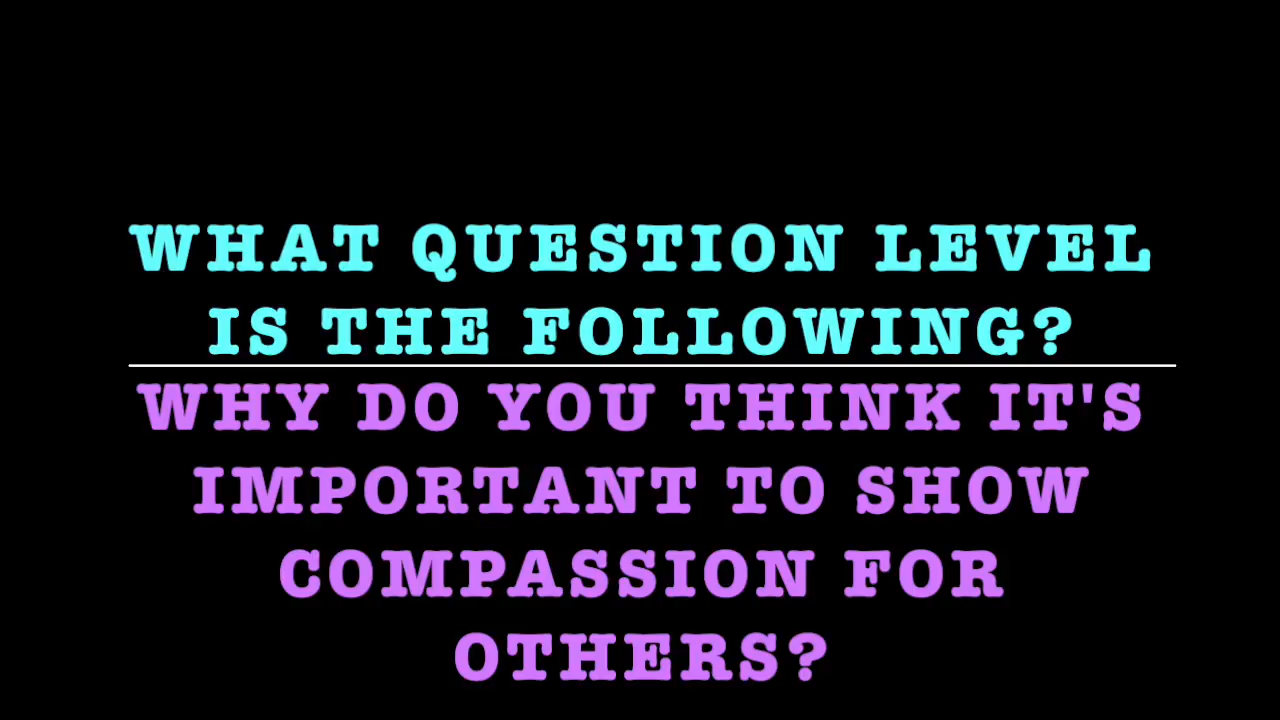 WHAT QUESTION LEVEL
IS THE FOLLOWING?
WHY DO YOU THINK IT'S
IMPORTANT TO SHOW
COMPASSION FOR
OTHERS?